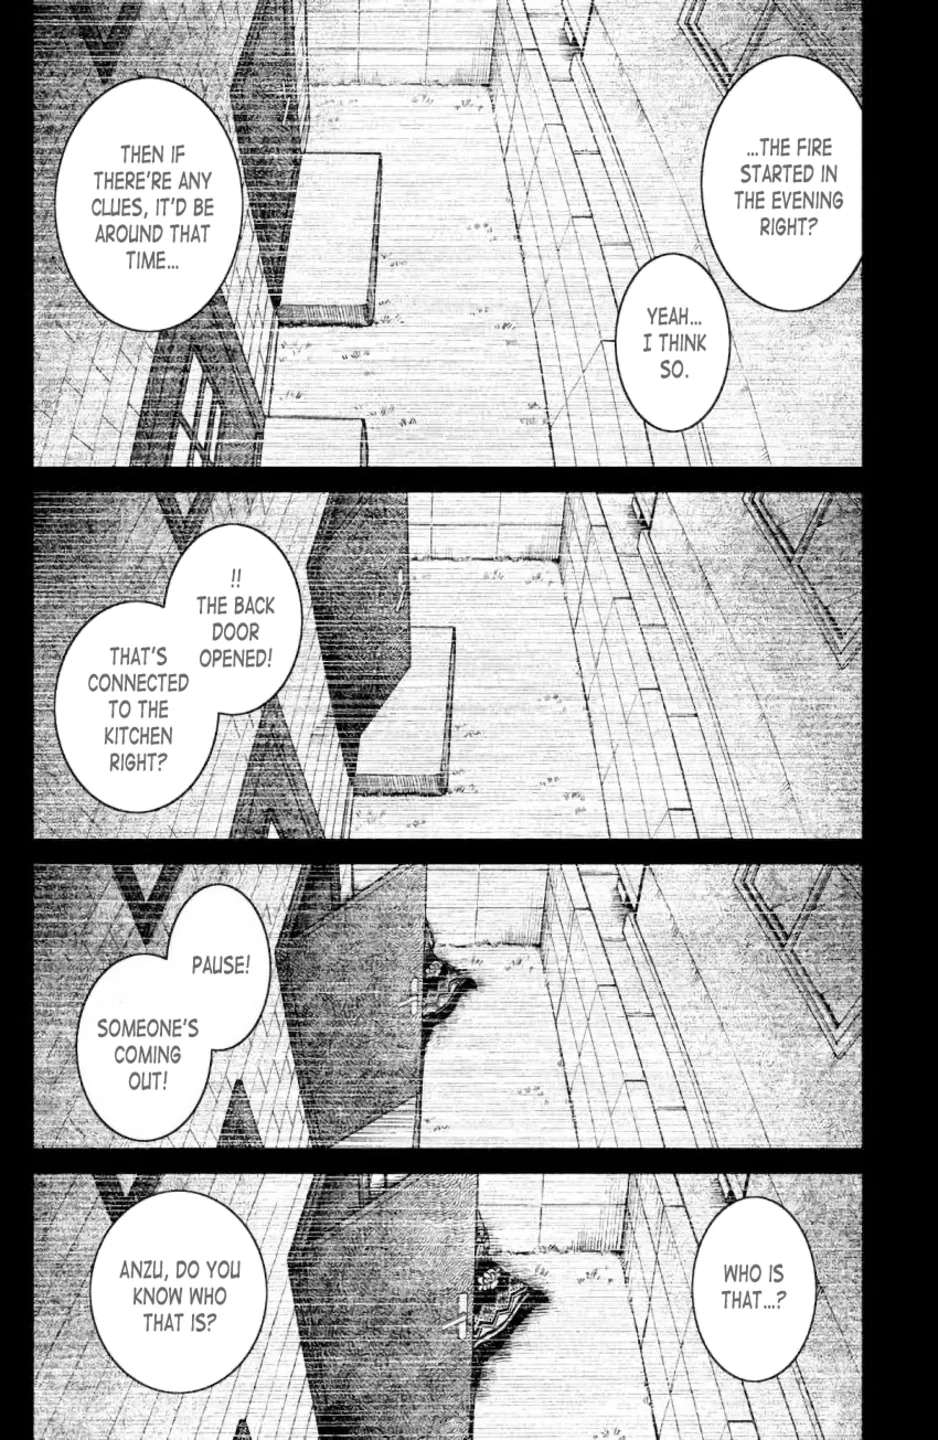 ...THE FIRE
STARTED IN
THE EVENING
RIGHT?
YEAH...
I THINK
SO.
THEN IF
THERE'RE ANY
CLUES, IT'D BE
AROUND THAT
TIME...
!!
THE BACK
DOOR
OPENED!
THAT'S
CONNECTED
TO THE
KITCHEN
RIGHT?
PAUSE!
SOMEONE'S
COMING
OUT!
WHO IS
THAT...?
ANZU, DO YOU
KNOW WHO
THAT IS?